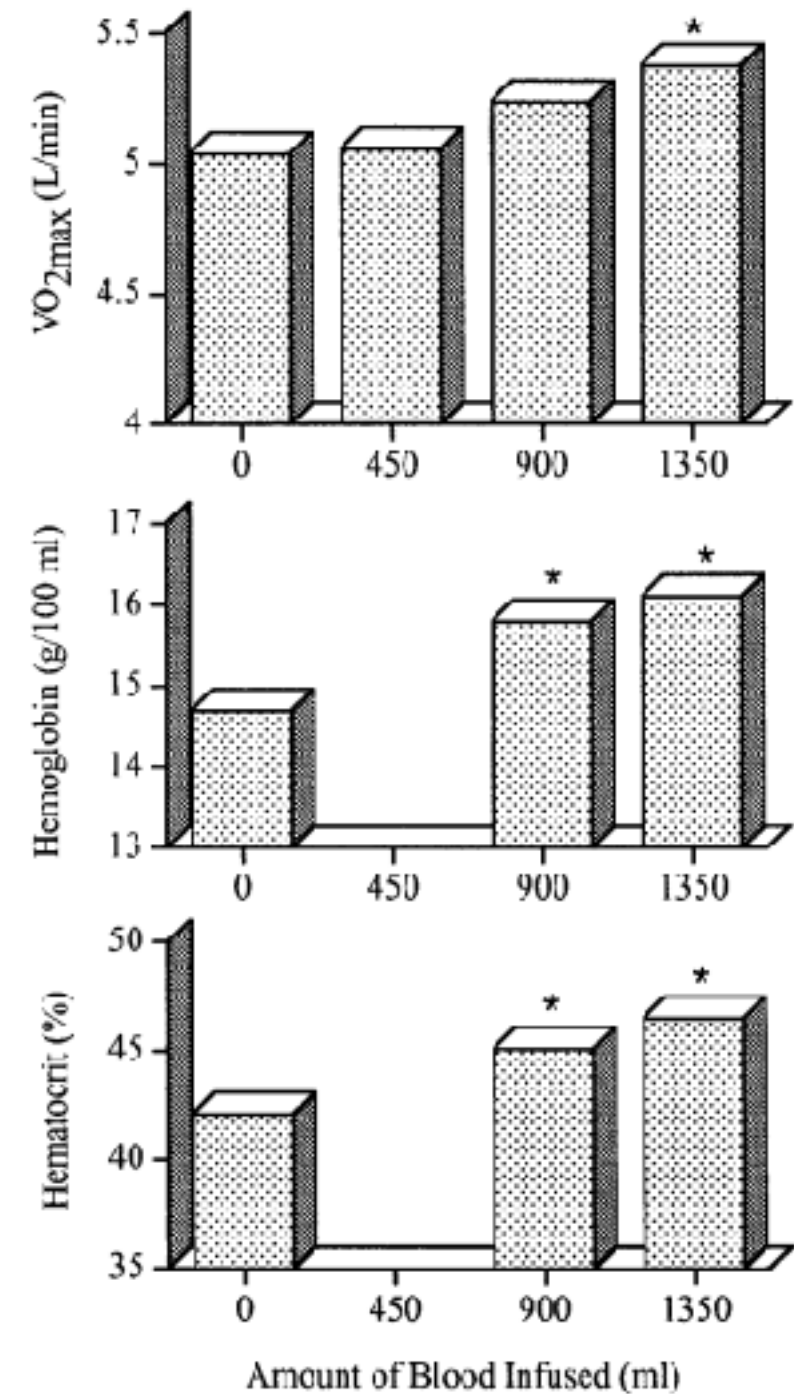 VO2max (L/min)
5.5
5
4.5
4
*
0 450 900 1350
Hemoglobin (g/100 ml)
17
16
15
14
13
* *
0 450 900 1350
Hematocrit (%)
50
45
40
35
* *
0 450 900 1350
Amount of Blood Infused (ml)